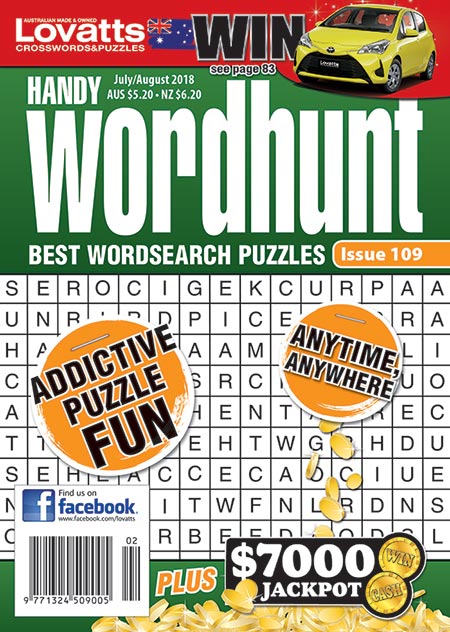 AUSTRALIAN MADE & OWNED
Lovatts
CROSSWORDS&PUZZLES
WIN
see page 83
HANDY
July/August 2018
AUS $5.20 • NZ $6.20
Wordhunt
BEST WORDSEARCH PUZZLES
Issue 109
S E R O C I G E K C U R P A A
U N R I R D P I C E R A
H A A M L I
C S R C U O
A H E N T R E C
T T E H T W G R H D U
S E H E A C C E C A D C I U E
I T W F N L R D N S
C R B E E D O D L
ADDICTIVE
PUZZLE
FUN
ANYTIME,
ANYWHERE
Find us on
facebook.
www.facebook.com/lovatts
02
9 771324 509005
PLUS
$7000
JACKPOT
WIN
CASH